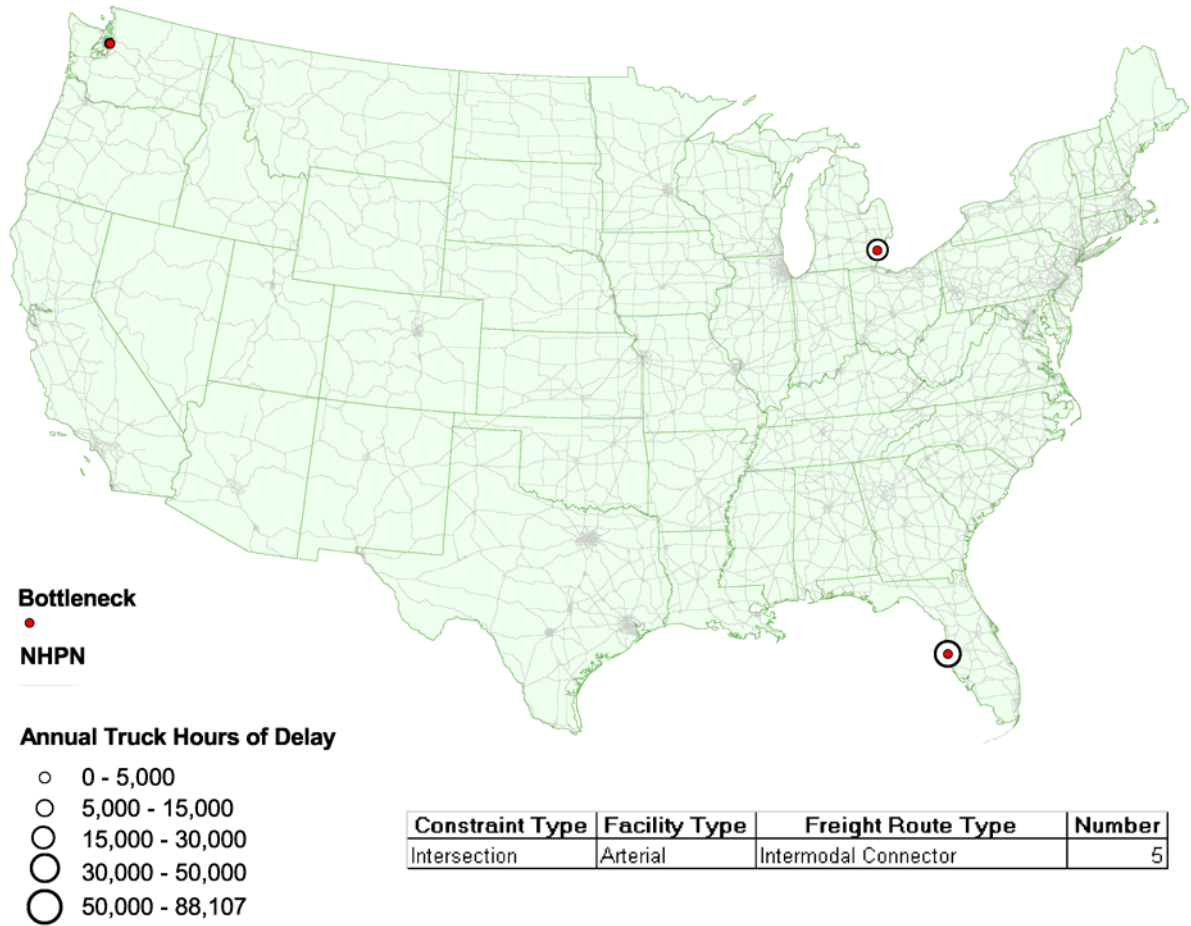 Bottleneck
NHPN
Annual Truck Hours of Delay
0 - 5,000
5,000 - 15,000
15,000 - 30,000
30,000 - 50,000
50,000 - 88,107
Constraint Type Facility Type Freight Route Type Number
Intersection Arterial Intermodal Connector 5